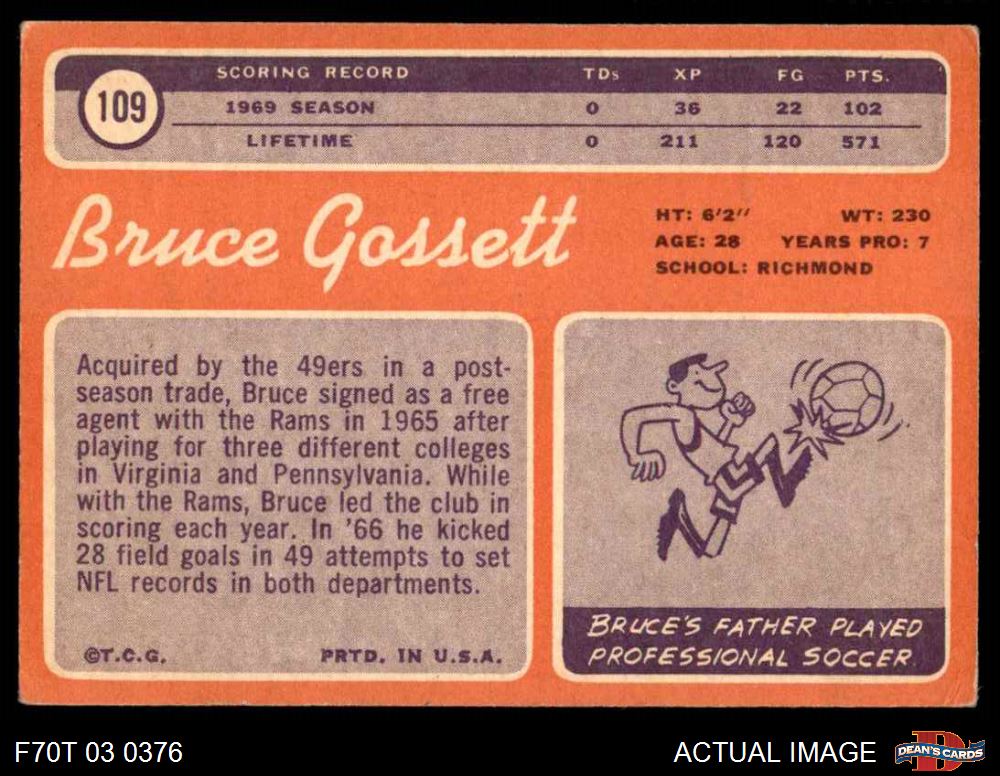 109
SCORING RECORD TDs XP FG PTS.
1969 SEASON 0 36 22 102
LIFETIME 0 211 120 571
Bruce Gossett
HT: 6'2" WT: 230
AGE: 28 YEARS PRO: 7
SCHOOL: RICHMOND
Acquired by the 49ers in a post-
season trade, Bruce signed as a free
agent with the Rams in 1965 after
playing for three different colleges
in Virginia and Pennsylvania. While
with the Rams, Bruce led the club in
scoring each year. In '66 he kicked
28 field goals in 49 attempts to set
NFL records in both departments.
©T.C.G. PRTD. IN U.S.A.
BRUCE'S FATHER PLAYED
PROFESSIONAL SOCCER.
F70T 03 0376 ACTUAL IMAGE
D
DEAN'S CARDS